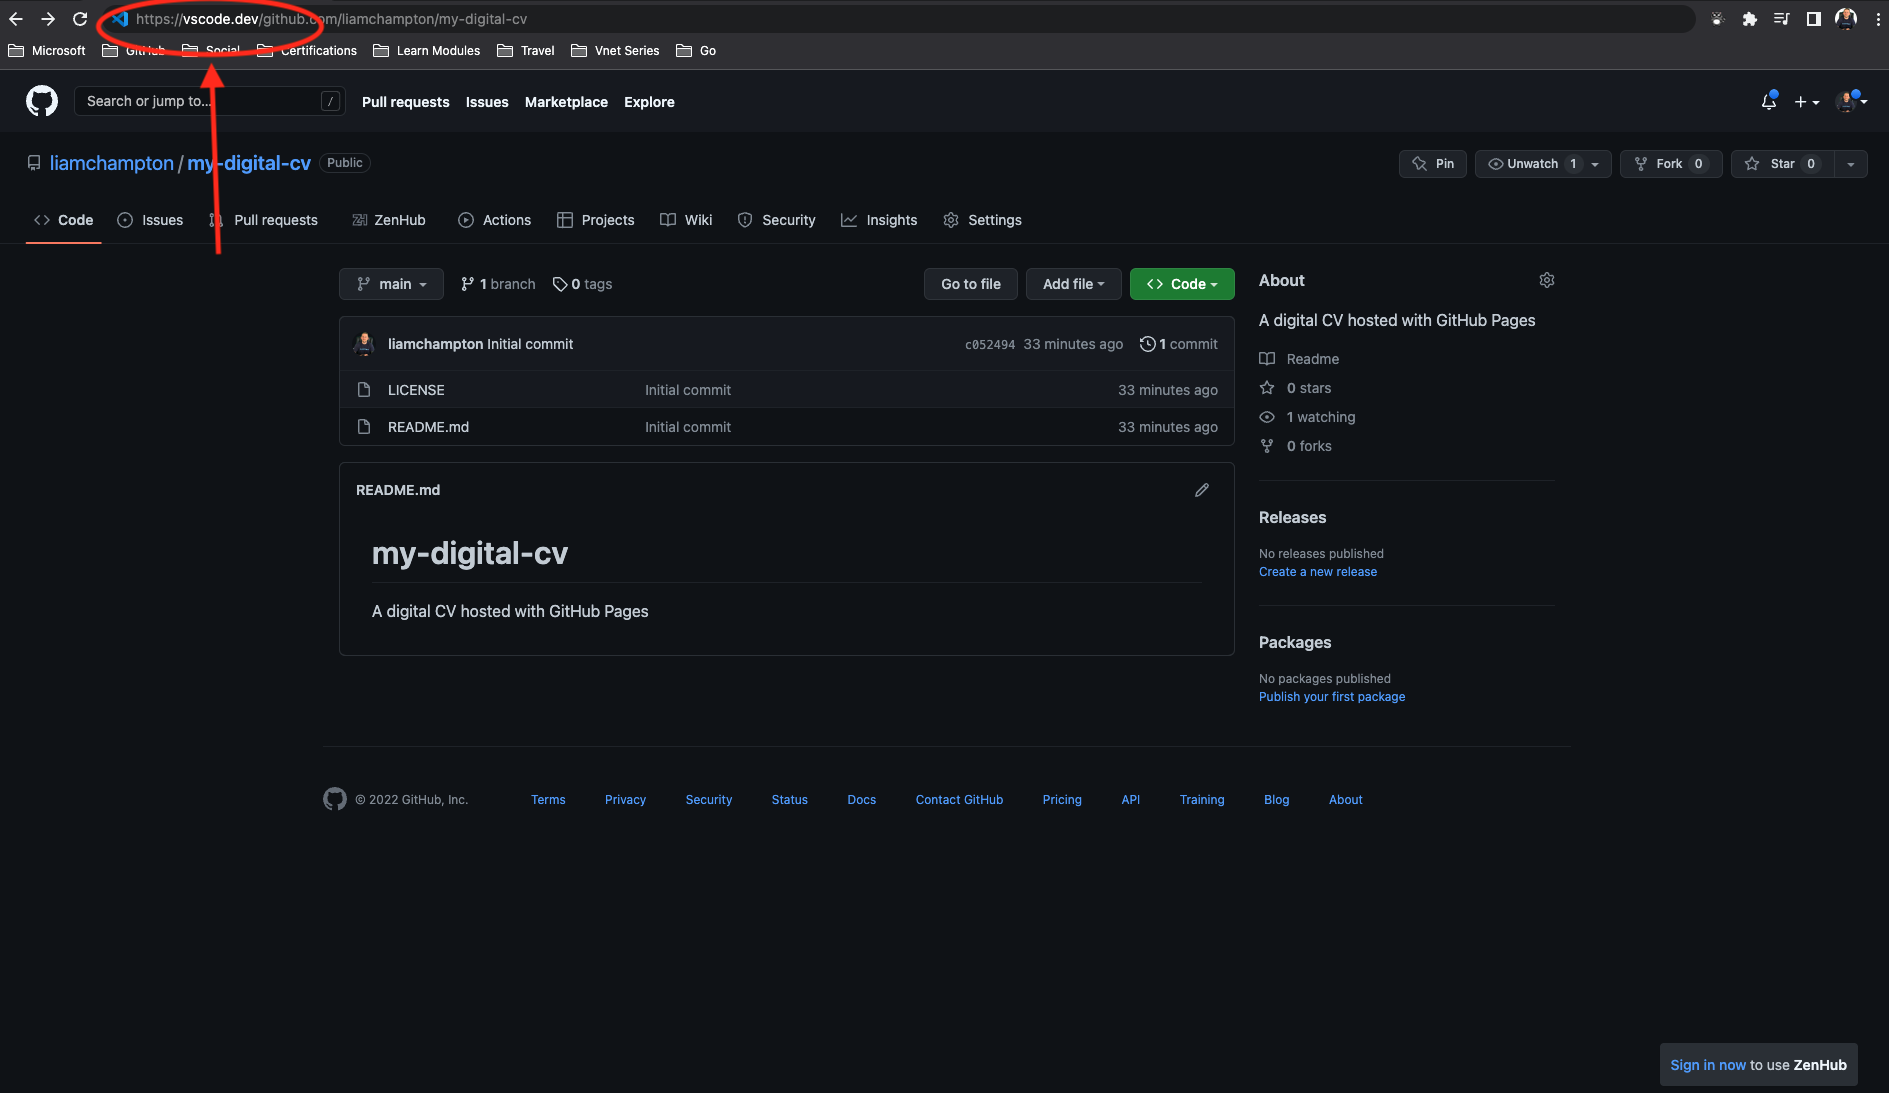 https://vscode.dev/github.com/liamchampton/my-digital-cv
Microsoft GitHub Social Certifications Learn Modules Travel Vnet Series Go
Search or jump to... / Pull requests Issues Marketplace Explore
liamchampton / my-digital-cv Public
Pin Unwatch 1 Fork 0 Star 0
Code Issues Pull requests ZenHub Actions Projects Wiki Security Insights Settings
main 1 branch 0 tags Go to file Add file Code
liamchampton Initial commit c052494 33 minutes ago 1 commit
LICENSE Initial commit 33 minutes ago
README.md Initial commit 33 minutes ago
README.md
my-digital-cv
A digital CV hosted with GitHub Pages
About
A digital CV hosted with GitHub Pages
Readme
0 stars
1 watching
0 forks
Releases
No releases published
Create a new release
Packages
No packages published
Publish your first package
© 2022 GitHub, Inc. Terms Privacy Security Status Docs Contact GitHub Pricing API Training Blog About
Sign in now to use ZenHub